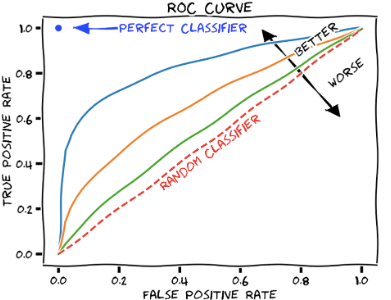 ROC CURVE
PERFECT CLASSIFIER
BETTER
WORSE
RANDOM CLASSIFIER
TRUE POSITIVE RATE
1.0
0.8
0.6
0.4
0.2
0.0
0.0 0.2 0.4 0.6 0.8 1.0
FALSE POSITIVE RATE